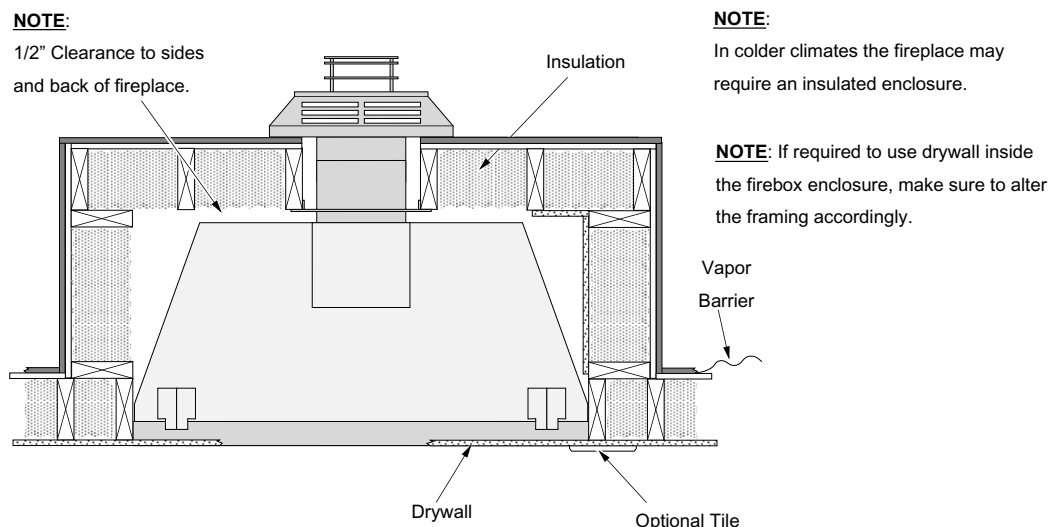 NOTE:
1/2” Clearance to sides
and back of fireplace.
Insulation
NOTE:
In colder climates the fireplace may
require an insulated enclosure.
NOTE: If required to use drywall inside
the firebox enclosure, make sure to alter
the framing accordingly.
Vapor
Barrier
Drywall
Optional Tile